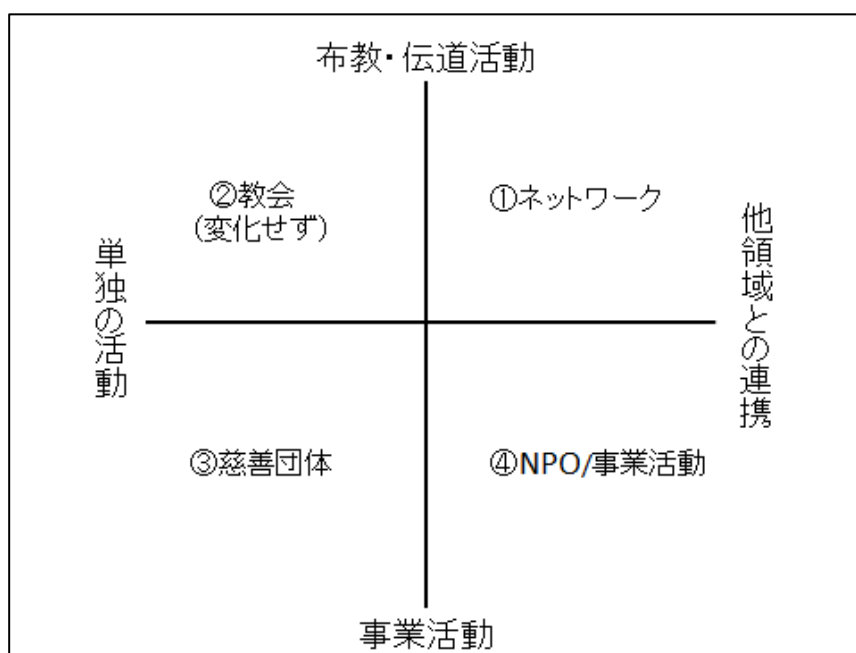 布教・伝道活動
②教会
(変化せず)
①ネットワーク
単独の活動
他領域との連携
③慈善団体
④NPO/事業活動
事業活動